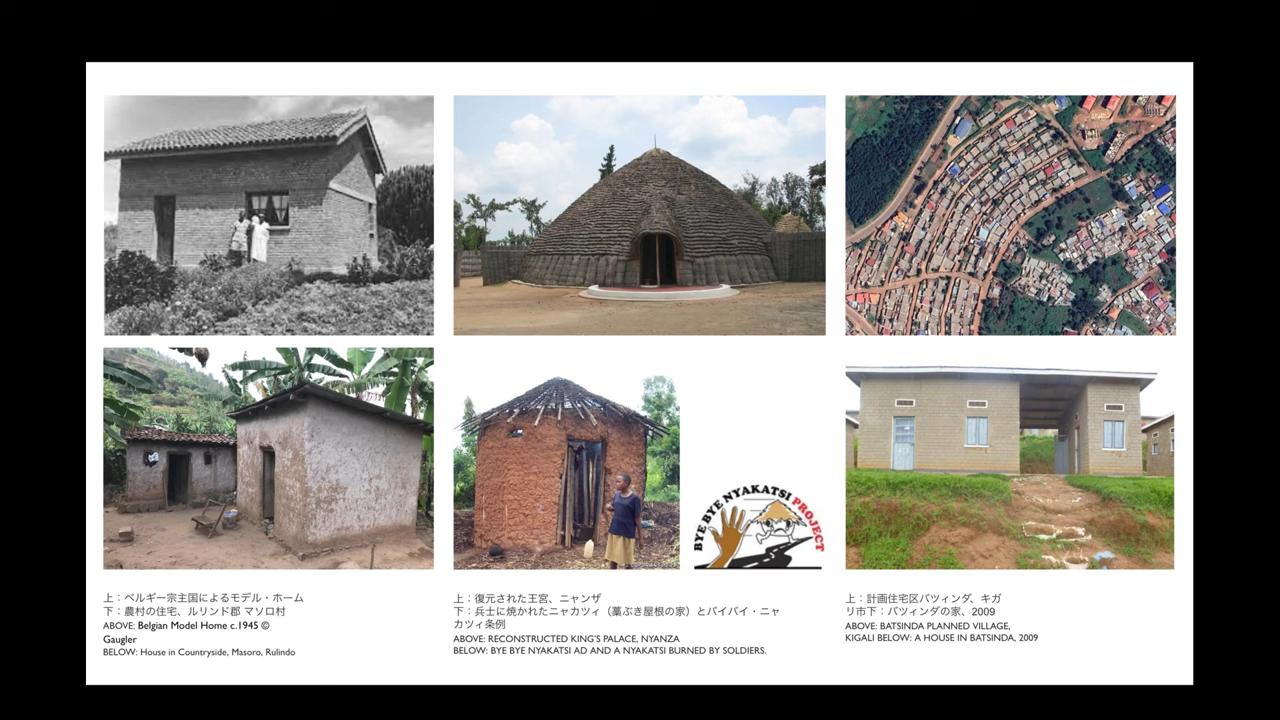 BYE BYE NYAKATSI PROJECT
上：ベルギー宗主国によるモデル・ホーム
下：農村の住宅、ルリンド郡 マソロ村
ABOVE: Belgian Model Home c.1945 ©
Gaugler
BELOW: House in Countryside, Masoro, Rulindo
上：復元された王宮、ニャンザ
下：兵士に焼かれたニャカツィ（藁ぶき屋根の家）とバイバイ・ニャ
カツィ条例
ABOVE: RECONSTRUCTED KING'S PALACE, NYANZA
BELOW: BYE BYE NYAKATSI AD AND A NYAKATSI BURNED BY SOLDIERS.
上：計画住宅区バツィンダ、キガ
リ市下：バツィンダの家、2009
ABOVE: BATSINDA PLANNED VILLAGE,
KIGALI BELOW: A HOUSE IN BATSINDA, 2009